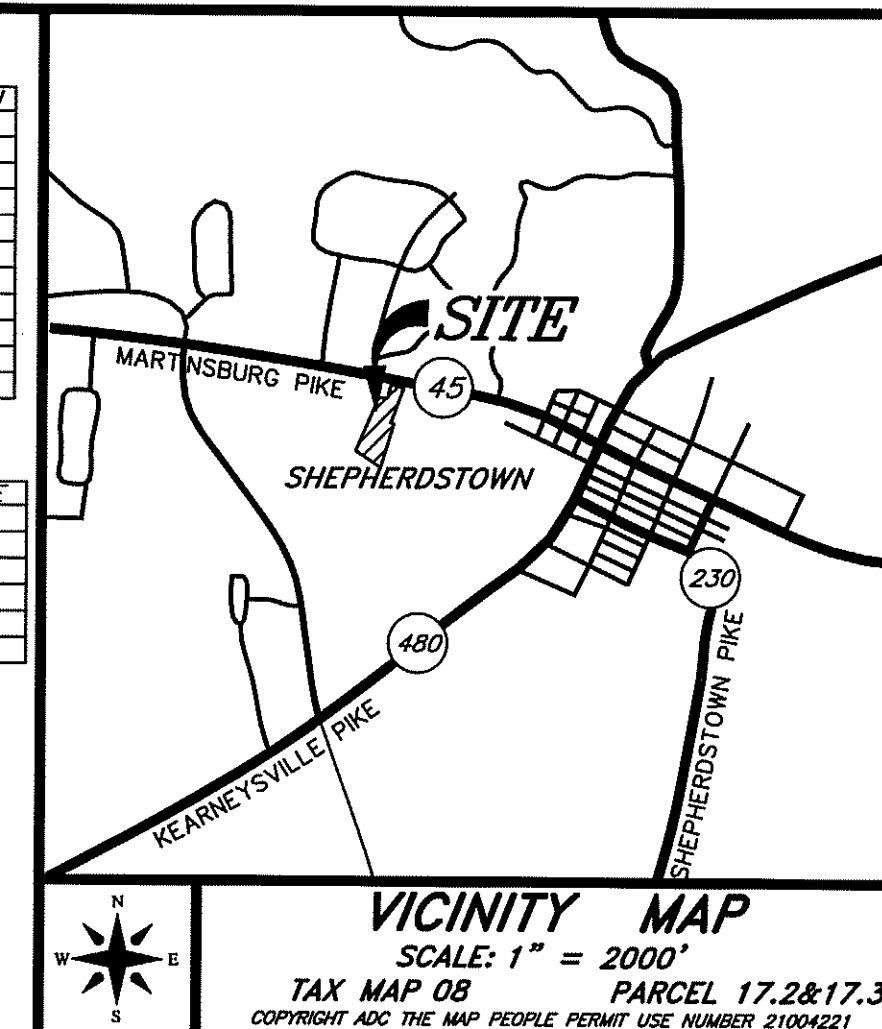 SITE
MARTINSBURG PIKE
45
SHEPHERDSTOWN
230
480
KEARNEYSVILLE PIKE
SHEPHERDSTOWN PIKE
N
W E
S
VICINITY MAP
SCALE: 1" = 2000'
TAX MAP 08 PARCEL 17.2&17.3
COPYRIGHT ADC THE MAP PEOPLE PERMIT USE NUMBER 21004221